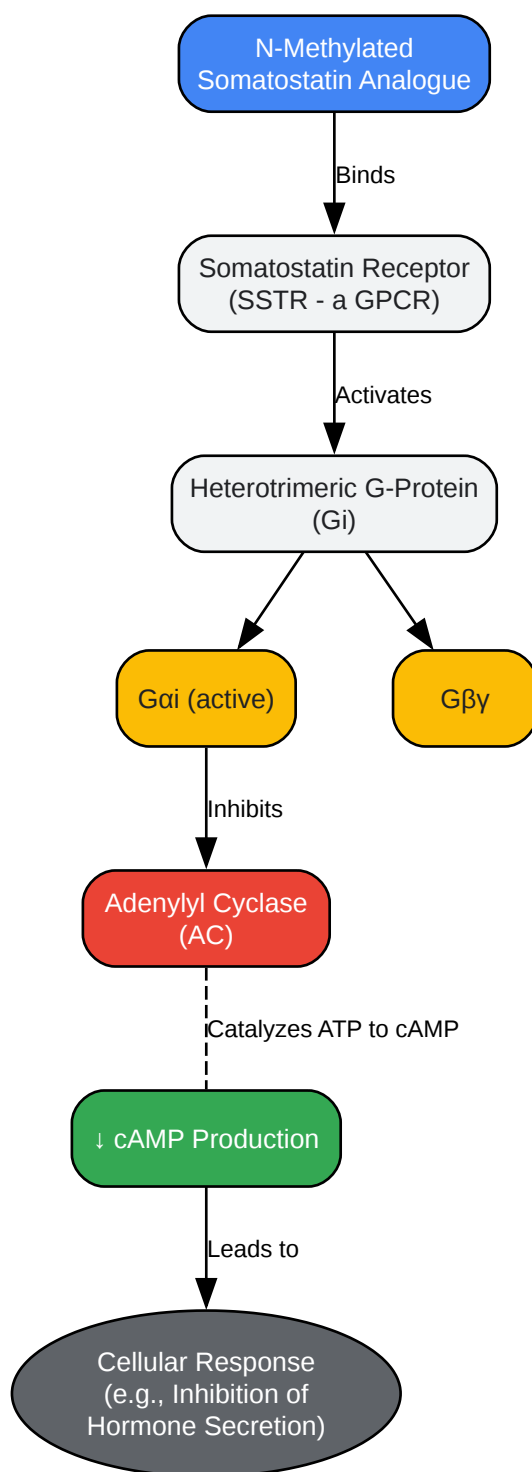 N-Methylated
Somatostatin Analogue
Binds
Somatostatin Receptor
(SSTR - a GPCR)
Activates
Heterotrimeric G-Protein
(Gi)
Gαi (active)
Gβγ
Inhibits
Adenylyl Cyclase
(AC)
Catalyzes ATP to cAMP
↓ cAMP Production
Leads to
Cellular Response
(e.g., Inhibition of
Hormone Secretion)